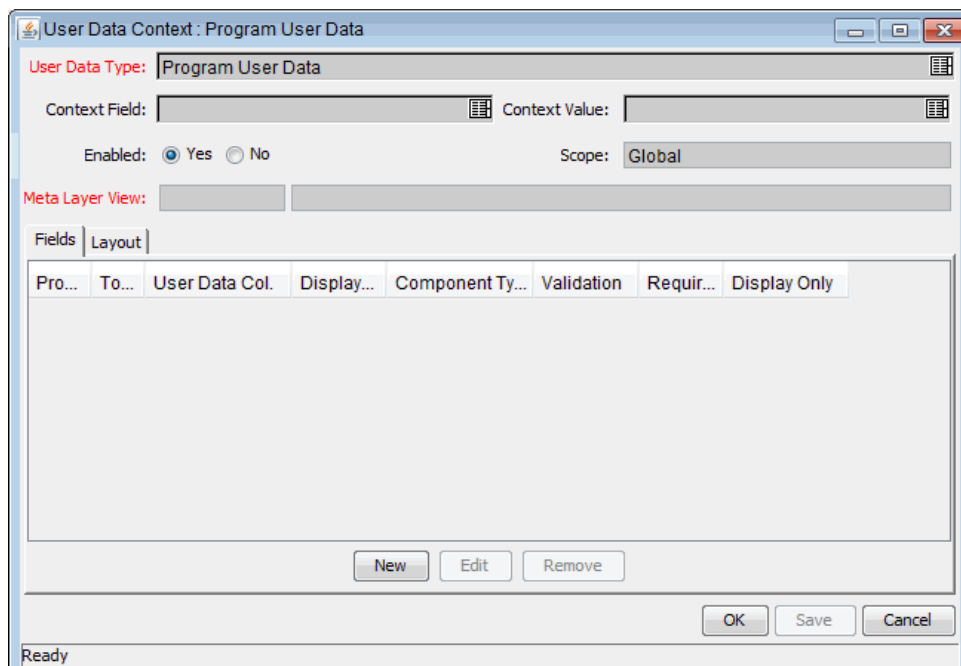 User Data Context : Program User Data
User Data Type: Program User Data
Context Field: Context Value:
Enabled: Yes No Scope: Global
Meta Layer View:
Fields Layout
Pro... To... User Data Col. Display... Component Ty... Validation Requir... Display Only
New Edit Remove
OK Save Cancel
Ready